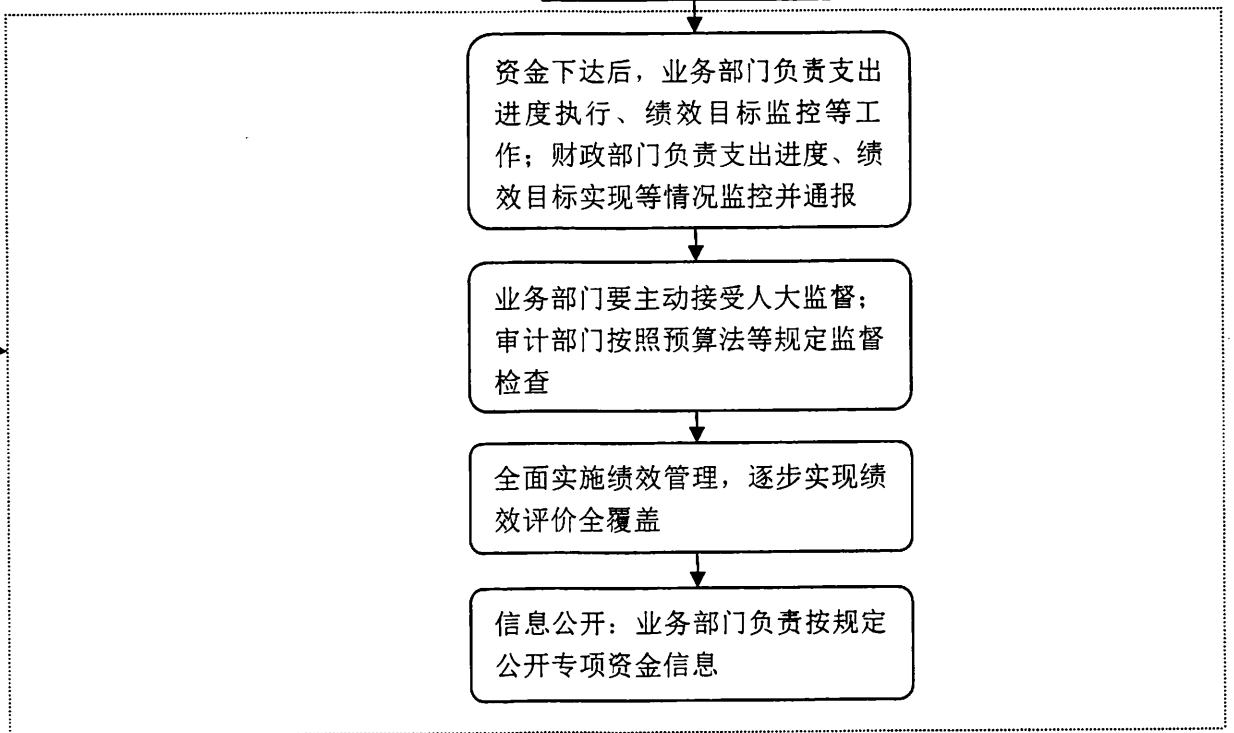 资金下达后，业务部门负责支出
进度执行、绩效目标监控等工
作；财政部门负责支出进度、绩
效目标实现等情况监控并通报
业务部门要主动接受人大监督；
审计部门按照预算法等规定监督
检查
全面实施绩效管理，逐步实现绩
效评价全覆盖
信息公开：业务部门负责按规定
公开专项资金信息